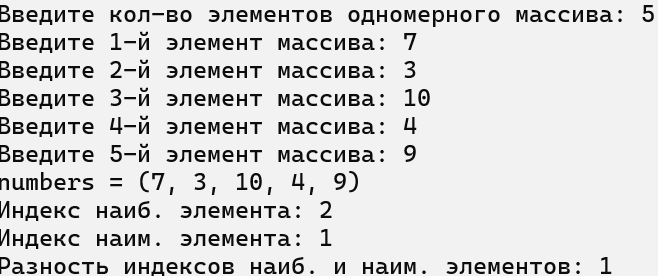 Введите кол-во элементов одномерного массива: 5
Введите 1-й элемент массива: 7
Введите 2-й элемент массива: 3
Введите 3-й элемент массива: 10
Введите 4-й элемент массива: 4
Введите 5-й элемент массива: 9
numbers = (7, 3, 10, 4, 9)
Индекс наиб. элемента: 2
Индекс наим. элемента: 1
Разность индексов наиб. и наим. элементов: 1